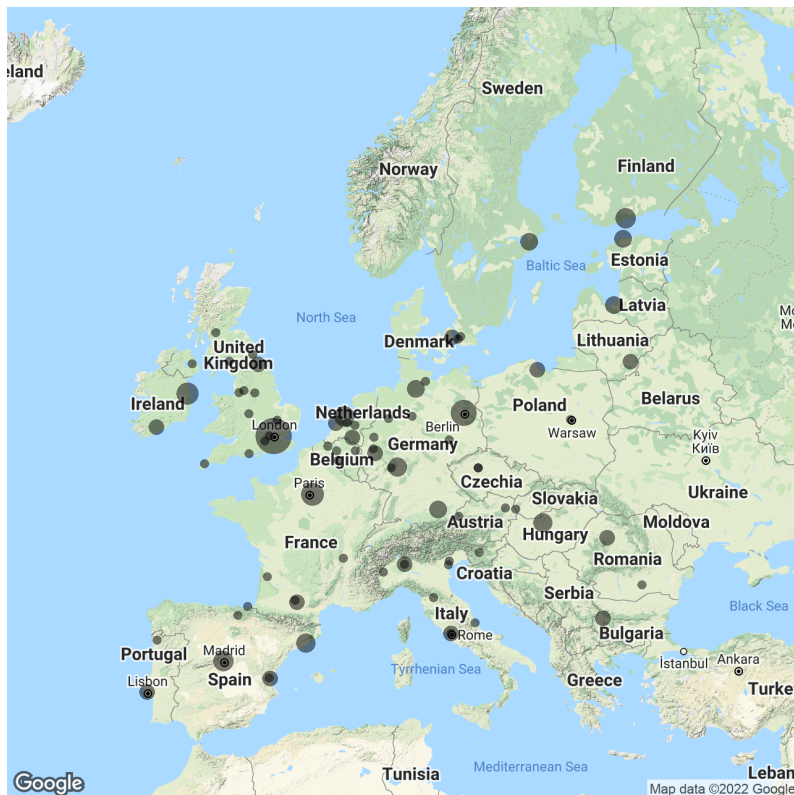 eland
Sweden
Finland
Norway
Estonia
Baltic Sea
Latvia
Mo
Mo
North Sea
Lithuania
Denmark
United
Kingdom
Belarus
Ireland
Netherlands
Poland
London
Berlin
Warsaw
Kyiv
Київ
Germany
Belgium
Czechia
Paris
Ukraine
Slovakia
Austria
Moldova
Hungary
France
Romania
Croatia
Serbia
Black Sea
Italy
Rome
Bulgaria
Portugal
Madrid
İstanbul
Ankara
Tyrrhenian Sea
Lisbon
Spain
Greece
Turke
Mediterranean Sea
Tunisia
Leban
Google
Map data ©2022 Google